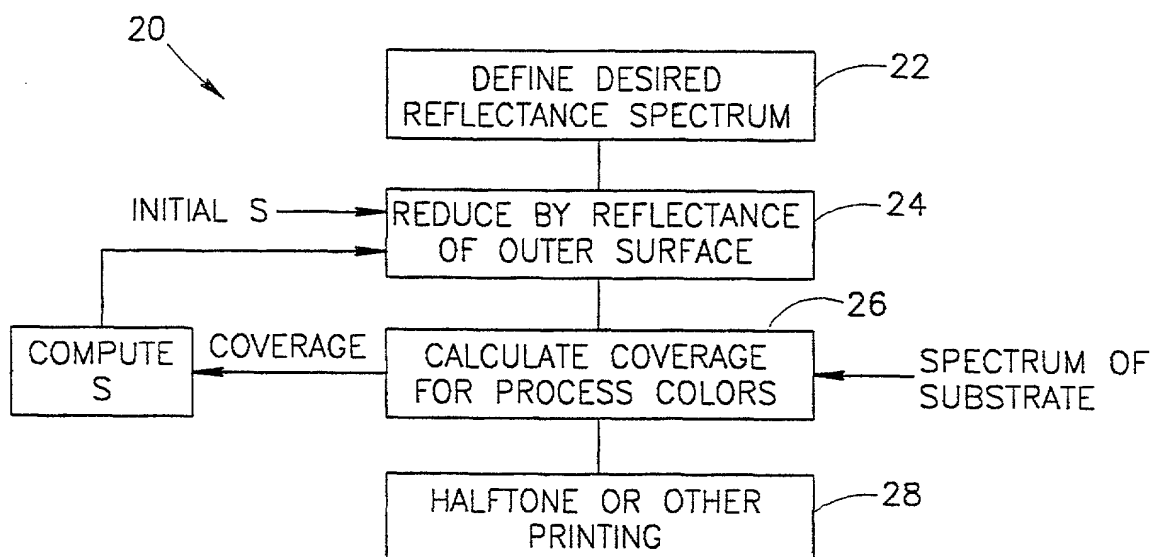 20
DEFINE DESIRED
REFLECTANCE SPECTRUM
22
INITIAL S
REDUCE BY REFLECTANCE
OF OUTER SURFACE
24
COMPUTE
S
COVERAGE
CALCULATE COVERAGE
FOR PROCESS COLORS
26
SPECTRUM OF
SUBSTRATE
HALFTONE OR OTHER
PRINTING
28